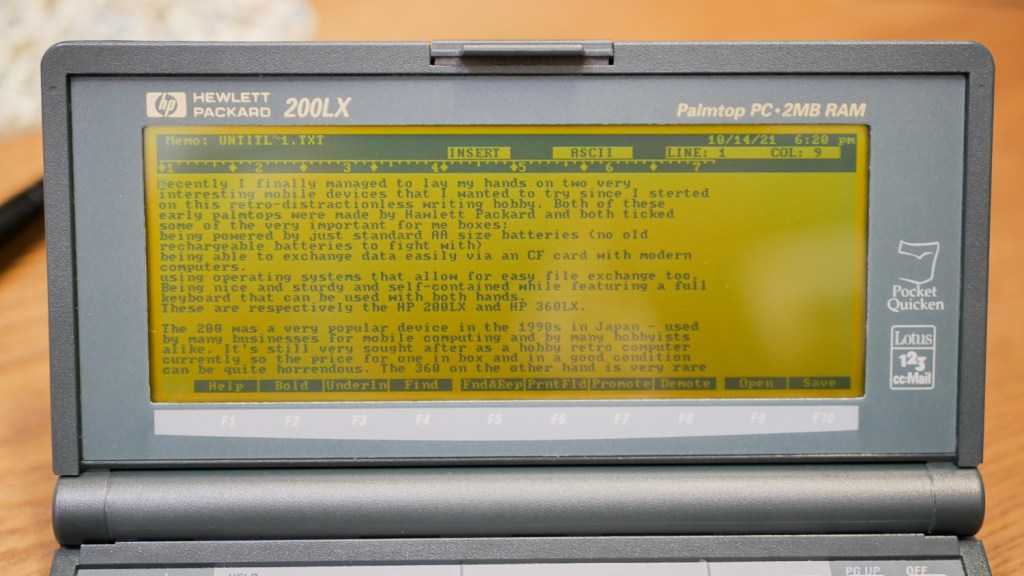 hp HEWLETT PACKARD 200LX Palmtop PC • 2MB RAM
Memo: UNTITL~1.TXT 10/14/21 6:20 pm
INSERT ASCII LINE: 1 COL: 9
1 2 3 4 5 6 7
Recently I finally managed to lay my hands on two very
interesting mobile devices that I wanted to try since I sterted
on this retro-distractionless writing hobby. Both of these
early palmtops were made by Hawlett Packard and both ticked
some of the very important for me boxes:
being powered by just standard AA size batteries (no old
rechargeable batteries to fight with)
being able to exchange data easily via an CF card with modern
computers.
using operating systems that allow for easy file exchange too.
Being nice and sturdy and self-contained while featuring a full
keyboard that can be used with both hands.
These are respectively the HP 200LX and HP 360LX.
The 200 was a very popular device in the 1990s in Japan - used
by many businesses for mobile computing and by many hobbyists
alike. It's still very sought after as a hobby retro computer
currently so the price for one in box and in a good condition
can be quite horrendous. The 360 on the other hand is very rare
Help Bold Underln Find Fnd&Rep PrntFld Promote Demote Open Save
F1 F2 F3 F4 F5 F6 F7 F8 F9 F10
Pocket
Quicken
Lotus
123
cc:Mail
PG UP OFF